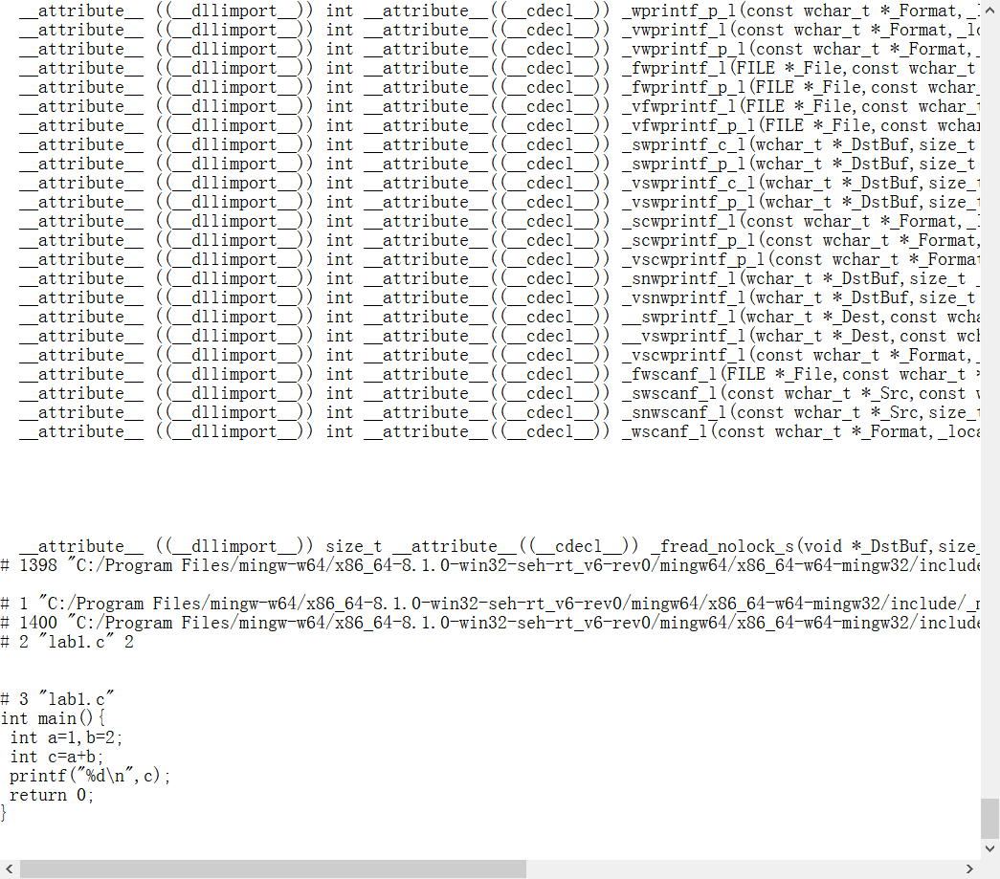 __attribute__ ((__dllimport__)) int __attribute__((__cdecl__)) _wprintf_p_l(const wchar_t *_Format,_
__attribute__ ((__dllimport__)) int __attribute__((__cdecl__)) _vwprintf_l(const wchar_t *_Format,_lo
__attribute__ ((__dllimport__)) int __attribute__((__cdecl__)) _vwprintf_p_l(const wchar_t *_Format,_
__attribute__ ((__dllimport__)) int __attribute__((__cdecl__)) _fwprintf_l(FILE *_File,const wchar_t
__attribute__ ((__dllimport__)) int __attribute__((__cdecl__)) _fwprintf_p_l(FILE *_File,const wchar_
__attribute__ ((__dllimport__)) int __attribute__((__cdecl__)) _vfwprintf_l(FILE *_File,const wchar_t
__attribute__ ((__dllimport__)) int __attribute__((__cdecl__)) _vfwprintf_p_l(FILE *_File,const wchar
__attribute__ ((__dllimport__)) int __attribute__((__cdecl__)) _swprintf_c_l(wchar_t *_DstBuf,size_t
__attribute__ ((__dllimport__)) int __attribute__((__cdecl__)) _swprintf_p_l(wchar_t *_DstBuf,size_t
__attribute__ ((__dllimport__)) int __attribute__((__cdecl__)) _vswprintf_c_l(wchar_t *_DstBuf,size_t
__attribute__ ((__dllimport__)) int __attribute__((__cdecl__)) _vswprintf_p_l(wchar_t *_DstBuf,size_t
__attribute__ ((__dllimport__)) int __attribute__((__cdecl__)) _scwprintf_l(const wchar_t *_Format,_l
__attribute__ ((__dllimport__)) int __attribute__((__cdecl__)) _scwprintf_p_l(const wchar_t *_Format,
__attribute__ ((__dllimport__)) int __attribute__((__cdecl__)) _vscwprintf_p_l(const wchar_t *_Format
__attribute__ ((__dllimport__)) int __attribute__((__cdecl__)) _snwprintf_l(wchar_t *_DstBuf,size_t _
__attribute__ ((__dllimport__)) int __attribute__((__cdecl__)) _vsnwprintf_l(wchar_t *_DstBuf,size_t
__attribute__ ((__dllimport__)) int __attribute__((__cdecl__)) __swprintf_l(wchar_t *_Dest,const wcha
__attribute__ ((__dllimport__)) int __attribute__((__cdecl__)) __vswprintf_l(wchar_t *_Dest,const wch
__attribute__ ((__dllimport__)) int __attribute__((__cdecl__)) _vscwprintf_l(const wchar_t *_Format,_
__attribute__ ((__dllimport__)) int __attribute__((__cdecl__)) _fwscanf_l(FILE *_File,const wchar_t *
__attribute__ ((__dllimport__)) int __attribute__((__cdecl__)) _swscanf_l(const wchar_t *_Src,const w
__attribute__ ((__dllimport__)) int __attribute__((__cdecl__)) _snwscanf_l(const wchar_t *_Src,size_t
__attribute__ ((__dllimport__)) int __attribute__((__cdecl__)) _wscanf_l(const wchar_t *_Format,_loca
__attribute__ ((__dllimport__)) size_t __attribute__((__cdecl__)) _fread_nolock_s(void *_DstBuf,size_
# 1398 "C:/Program Files/mingw-w64/x86_64-8.1.0-win32-seh-rt_v6-rev0/mingw64/x86_64-w64-mingw32/include
# 1 "C:/Program Files/mingw-w64/x86_64-8.1.0-win32-seh-rt_v6-rev0/mingw64/x86_64-w64-mingw32/include/_
# 1400 "C:/Program Files/mingw-w64/x86_64-8.1.0-win32-seh-rt_v6-rev0/mingw64/x86_64-w64-mingw32/include
# 2 "lab1.c" 2
# 3 "lab1.c"
int main(){
int a=1,b=2;
int c=a+b;
printf("%d\n",c);
return 0;
}